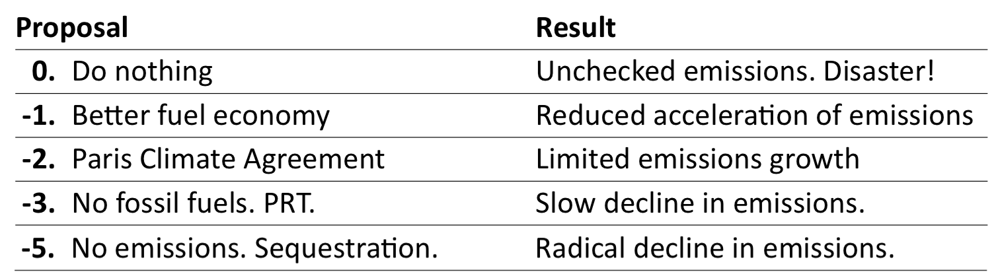 Proposal Result
0. Do nothing Unchecked emissions. Disaster!
-1. Better fuel economy Reduced acceleration of emissions
-2. Paris Climate Agreement Limited emissions growth
-3. No fossil fuels. PRT. Slow decline in emissions.
-5. No emissions. Sequestration. Radical decline in emissions.